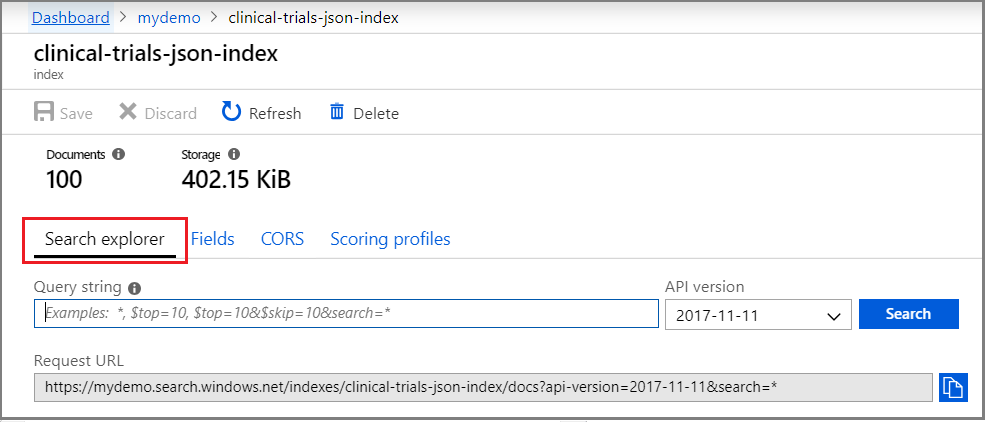 Dashboard > mydemo > clinical-trials-json-index
clinical-trials-json-index
index
Save Discard Refresh Delete
Documents Storage
100 402.15 KiB
Search explorer Fields CORS Scoring profiles
Query string API version
Examples: *, $top=10, $top=10&$skip=10&search=* 2017-11-11 Search
Request URL
https://mydemo.search.windows.net/indexes/clinical-trials-json-index/docs?api-version=2017-11-11&search=*